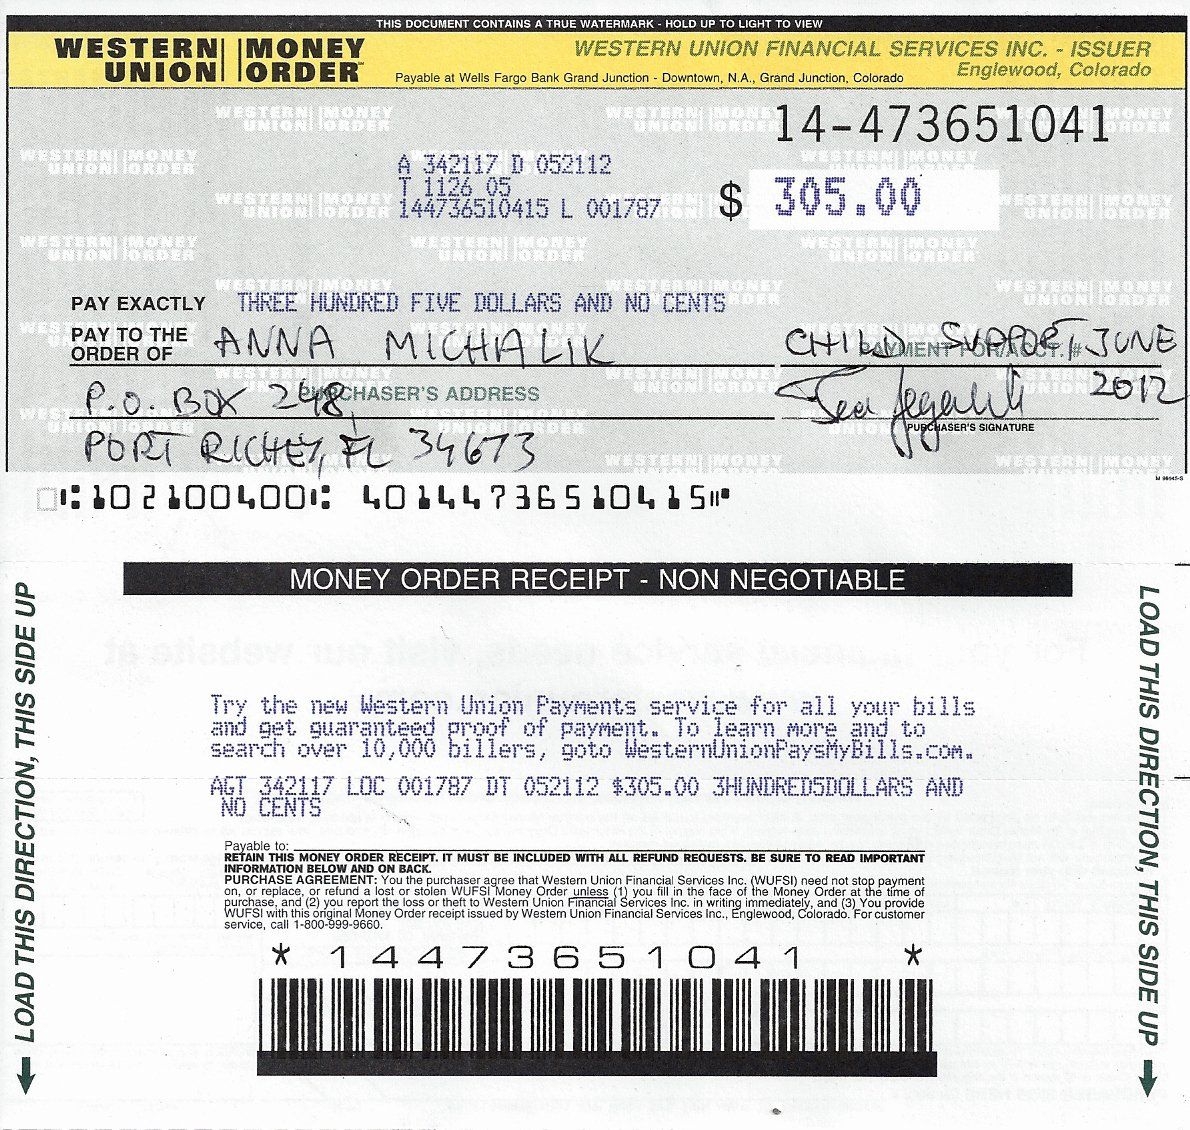 THIS DOCUMENT CONTAINS A TRUE WATERMARK - HOLD UP TO LIGHT TO VIEW
WESTERN UNION MONEY ORDER
WESTERN UNION FINANCIAL SERVICES INC. - ISSUER
Englewood, Colorado
Payable at Wells Fargo Bank Grand Junction - Downtown, N.A., Grand Junction, Colorado
14-473651041
A 342117 D 052112
T 1126 05
144736510415 L 001787
$ 305.00
PAY EXACTLY THREE HUNDRED FIVE DOLLARS AND NO CENTS
PAY TO THE ORDER OF ANNA MICHALIK
CHILD SUPPORT JUNE 2012
PAYMENT FOR/ACCT. #
PURCHASER'S ADDRESS
P.O. BOX 248,
PORT RICHEY, FL 34673
PURCHASER'S SIGNATURE
M 96445-S
102100400 40144736510415
MONEY ORDER RECEIPT - NON NEGOTIABLE
LOAD THIS DIRECTION, THIS SIDE UP
LOAD THIS DIRECTION, THIS SIDE UP
Try the new Western Union Payments service for all your bills
and get guaranteed proof of payment. To learn more and to
search over 10,000 billers, goto WesternUnionPaysMyBills.com.
AGT 342117 LOC 001787 DT 052112 $305.00 3HUNDRED5DOLLARS AND
NO CENTS
Payable to:
RETAIN THIS MONEY ORDER RECEIPT. IT MUST BE INCLUDED WITH ALL REFUND REQUESTS. BE SURE TO READ IMPORTANT
INFORMATION BELOW AND ON BACK.
PURCHASE AGREEMENT: You the purchaser agree that Western Union Financial Services Inc. (WUFSI) need not stop payment
on, or replace, or refund a lost or stolen WUFSI Money Order unless (1) you fill in the face of the Money Order at the time of
purchase, and (2) you report the loss or theft to Western Union Financial Services Inc. in writing immediately, and (3) You provide
WUFSI with this original Money Order receipt issued by Western Union Financial Services Inc., Englewood, Colorado. For customer
service, call 1-800-999-9660.
* 14473651041 *